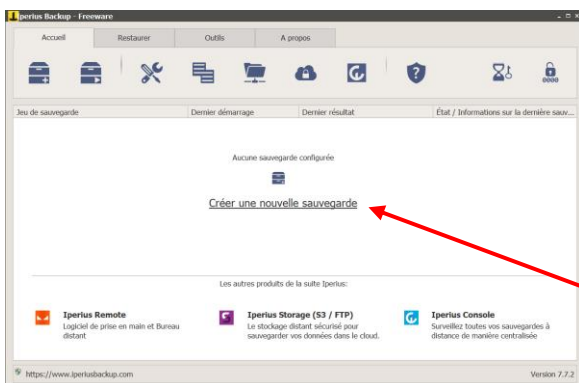 Iperius Backup - Freeware
Accueil
Restaurer
Outils
A propos
Jeu de sauvegarde
Dernier démarrage
Dernier résultat
État / Informations sur la dernière sauv...
Aucune sauvegarde configurée
Créer une nouvelle sauvegarde
Les autres produits de la suite Iperius:
Iperius Remote
Logiciel de prise en main et Bureau
distant
Iperius Storage (S3 / FTP)
Le stockage distant sécurisé pour
sauvegarder vos données dans le cloud.
Iperius Console
Surveillez toutes vos sauvegardes à
distance de manière centralisée
https://www.iperiusbackup.com
Version 7.7.2